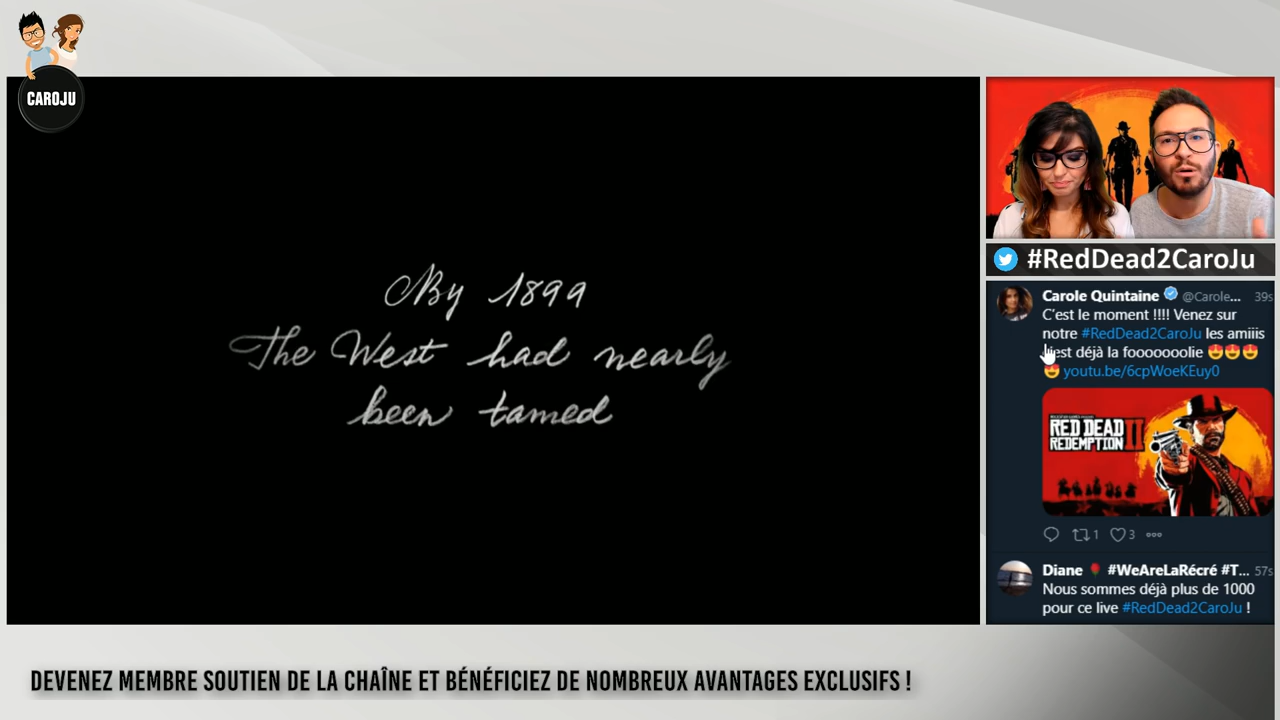 CAROJU
By 1899
The West had nearly
been tamed
#RedDead2CaroJu
Carole Quintaine @Carole... 39s
C'est le moment !!!! Venez sur
notre #RedDead2CaroJu les amiiis
est déjà la fooooooolie
youtu.be/6cpWoeKEuy0
RED DEAD
REDEMPTION II
1 3
Diane #WeAreLaRécré #T... 57s
Nous sommes déjà plus de 1000
pour ce live #RedDead2CaroJu !
DEVENEZ MEMBRE SOUTIEN DE LA CHAÎNE ET BÉNÉFICIEZ DE NOMBREUX AVANTAGES EXCLUSIFS !